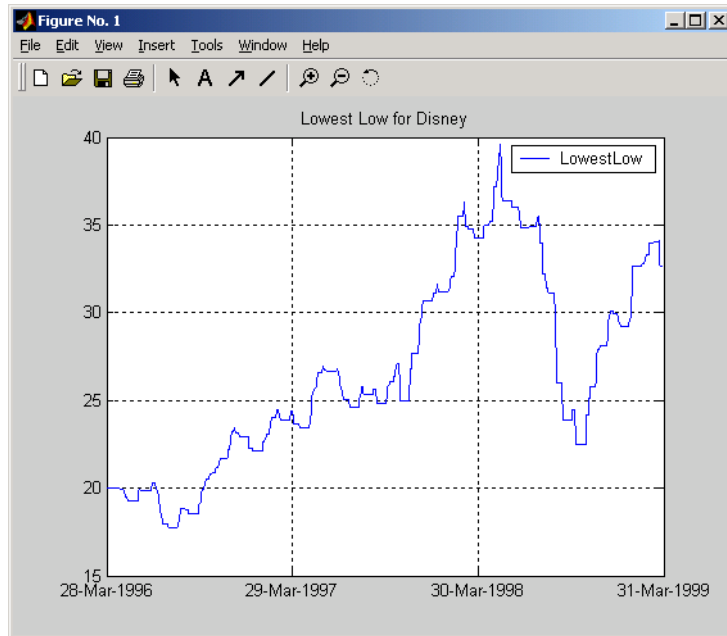 Figure No. 1
File Edit View Insert Tools Window Help
A
Lowest Low for Disney
LowestLow
40
35
30
25
20
15
28-Mar-1996 29-Mar-1997 30-Mar-1998 31-Mar-1999